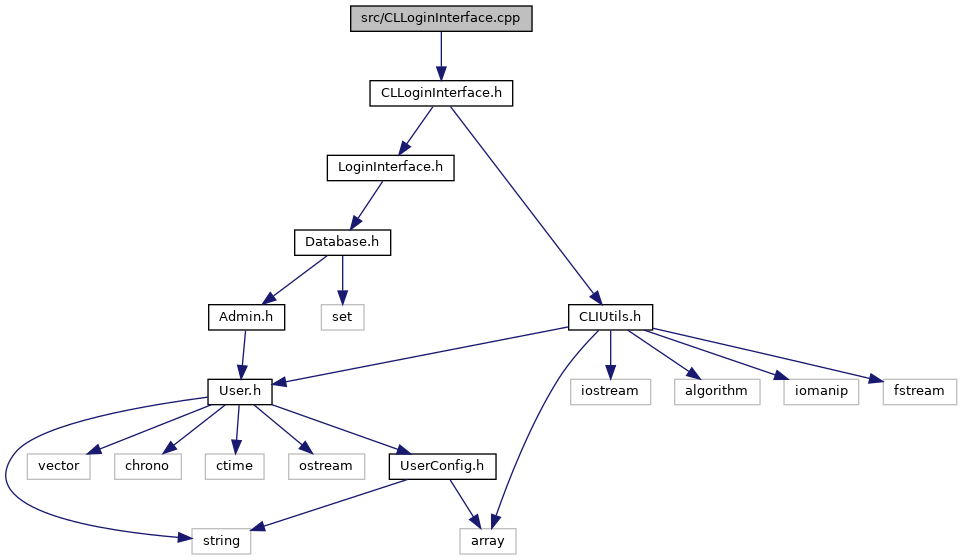 src/CLLoginInterface.cpp
CLLoginInterface.h
LoginInterface.h
Database.h
Admin.h
set
CLIUtils.h
User.h
iostream
algorithm
iomanip
fstream
vector
chrono
ctime
ostream
UserConfig.h
string
array